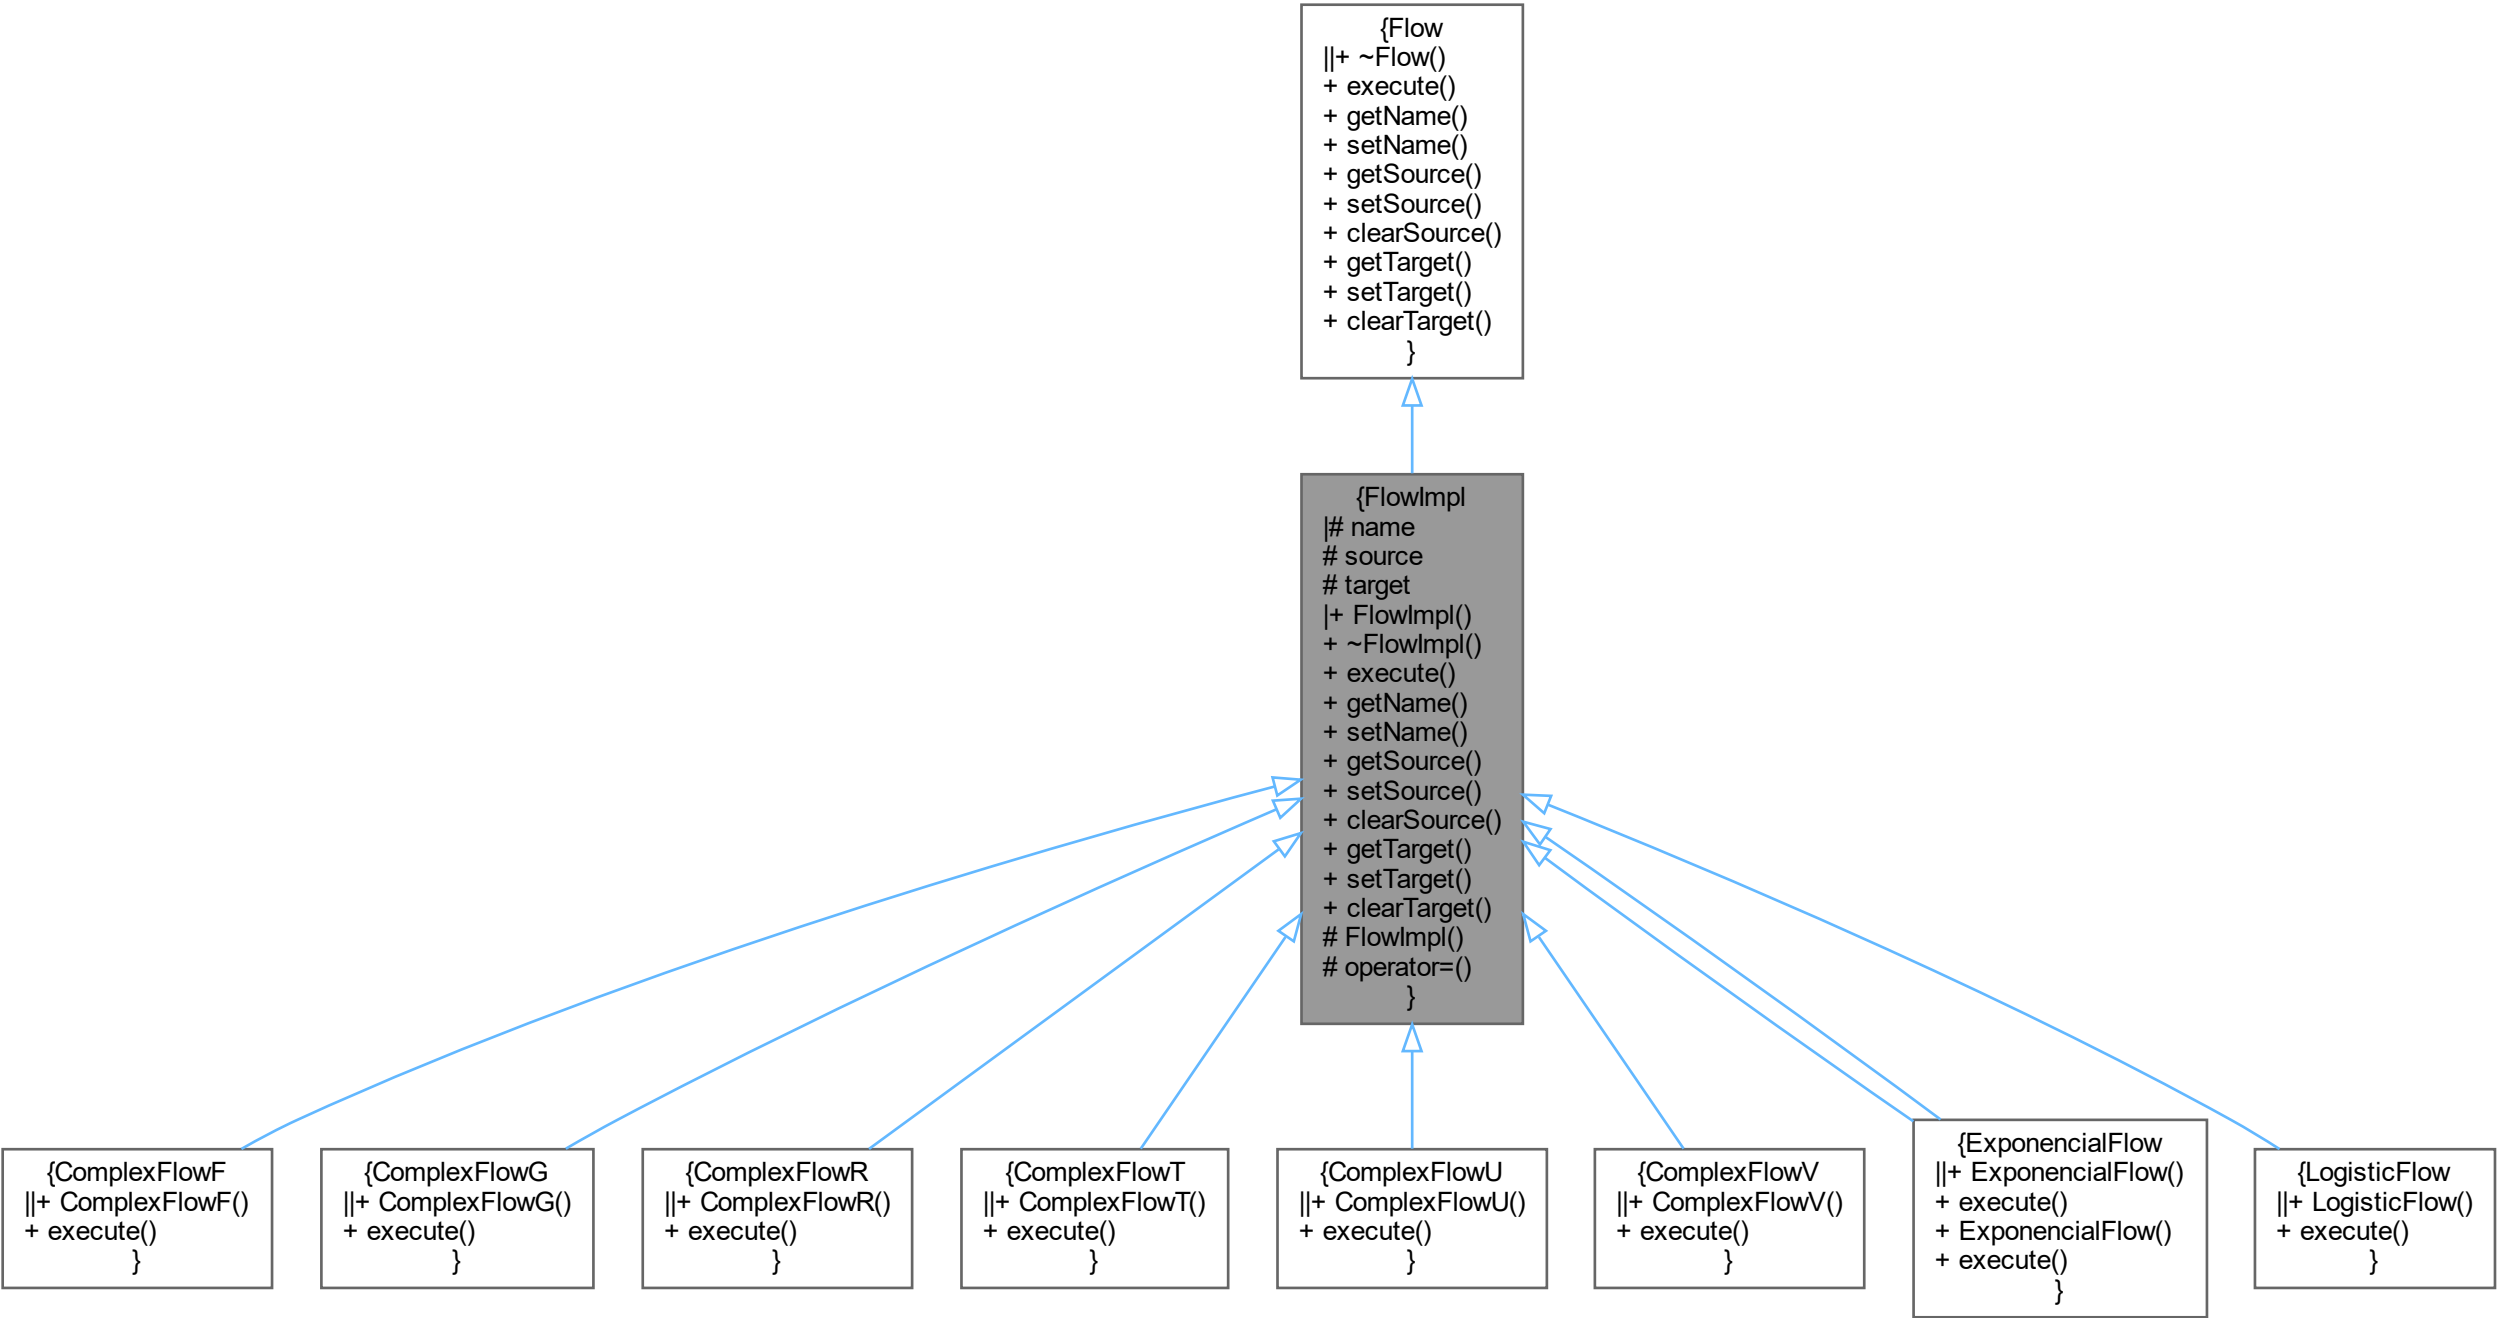 {Flow
||+ ~Flow()
+ execute()
+ getName()
+ setName()
+ getSource()
+ setSource()
+ clearSource()
+ getTarget()
+ setTarget()
+ clearTarget()
}
{FlowImpl
|# name
# source
# target
|+ FlowImpl()
+ ~FlowImpl()
+ execute()
+ getName()
+ setName()
+ getSource()
+ setSource()
+ clearSource()
+ getTarget()
+ setTarget()
+ clearTarget()
# FlowImpl()
# operator=()
}
{ComplexFlowF
||+ ComplexFlowF()
+ execute()
}
{ComplexFlowG
||+ ComplexFlowG()
+ execute()
}
{ComplexFlowR
||+ ComplexFlowR()
+ execute()
}
{ComplexFlowT
||+ ComplexFlowT()
+ execute()
}
{ComplexFlowU
||+ ComplexFlowU()
+ execute()
}
{ComplexFlowV
||+ ComplexFlowV()
+ execute()
}
{ExponencialFlow
||+ ExponencialFlow()
+ execute()
+ ExponencialFlow()
+ execute()
}
{LogisticFlow
||+ LogisticFlow()
+ execute()
}